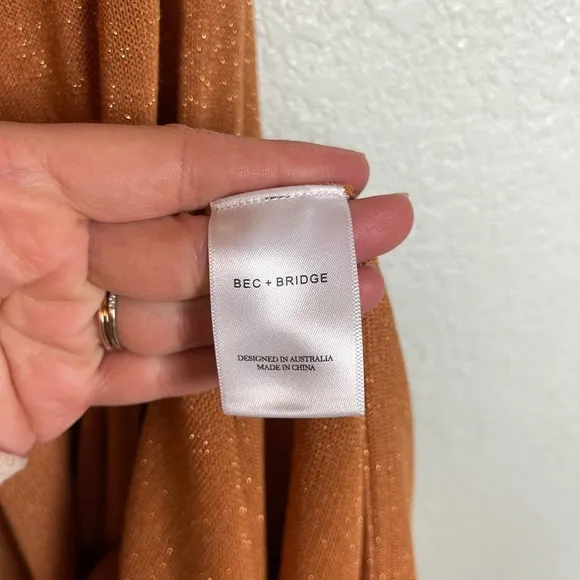 BEC + BRIDGE
DESIGNED IN AUSTRALIA
MADE IN CHINA